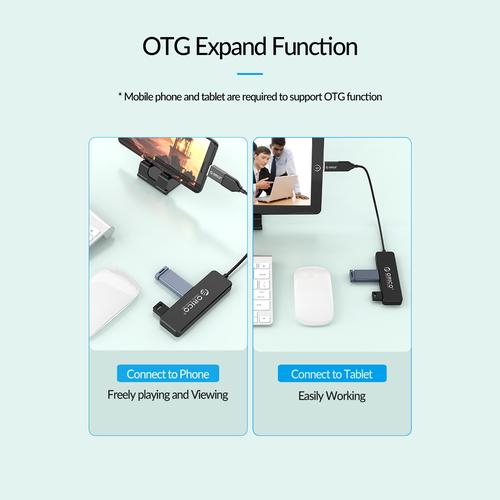 OTG Expand Function
* Mobile phone and tablet are required to support OTG function
ORICO
ORICO
ORICO
ORICO
Connect to Phone
Connect to Tablet
Freely playing and Viewing
Easily Working